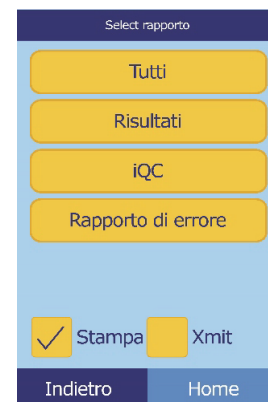 Select rapporto
Tutti
Risultati
iQC
Rapporto di errore
Stampa Xmit
Indietro Home